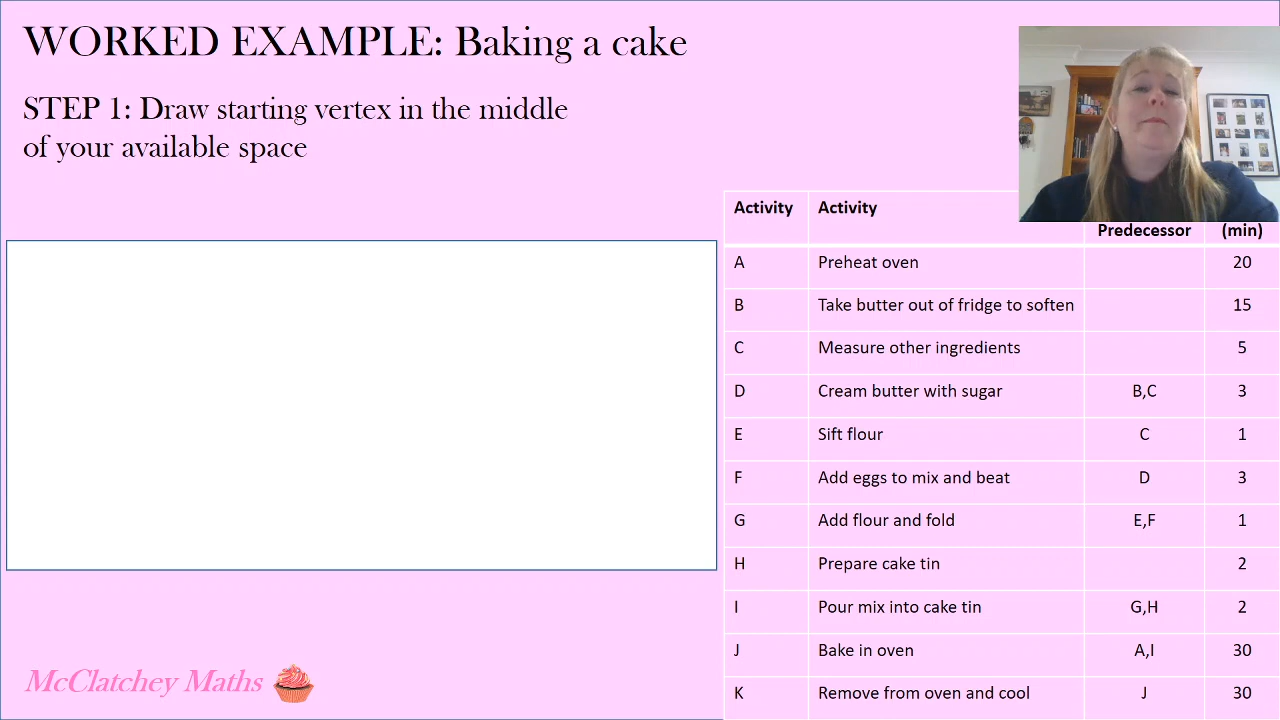 WORKED EXAMPLE: Baking a cake
STEP 1: Draw starting vertex in the middle
of your available space
Activity Activity Predecessor (min)
A Preheat oven 20
B Take butter out of fridge to soften 15
C Measure other ingredients 5
D Cream butter with sugar B,C 3
E Sift flour C 1
F Add eggs to mix and beat D 3
G Add flour and fold E,F 1
H Prepare cake tin 2
I Pour mix into cake tin G,H 2
J Bake in oven A,I 30
K Remove from oven and cool J 30
McClatchey Maths